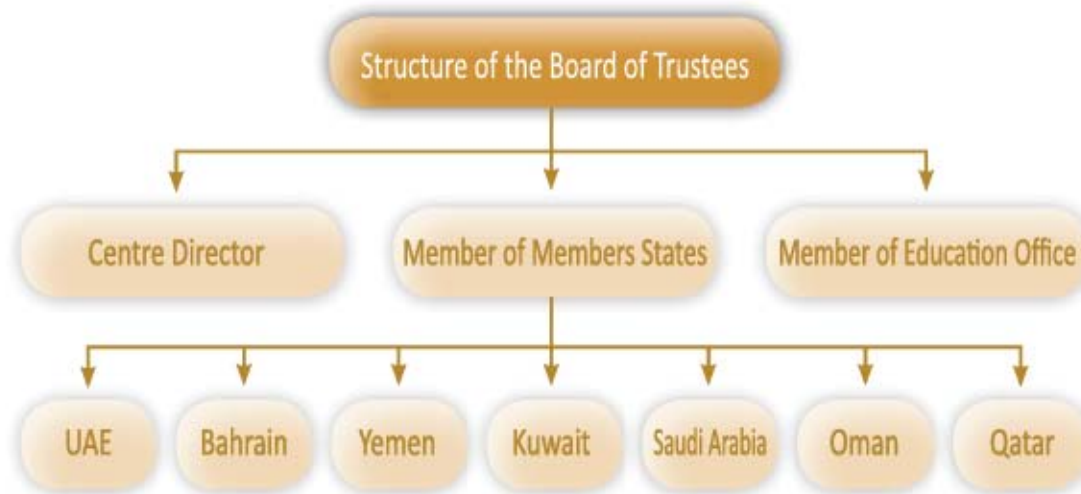 Structure of the Board of Trustees
Centre Director
Member of Members States
Member of Education Office
UAE
Bahrain
Yemen
Kuwait
Saudi Arabia
Oman
Qatar